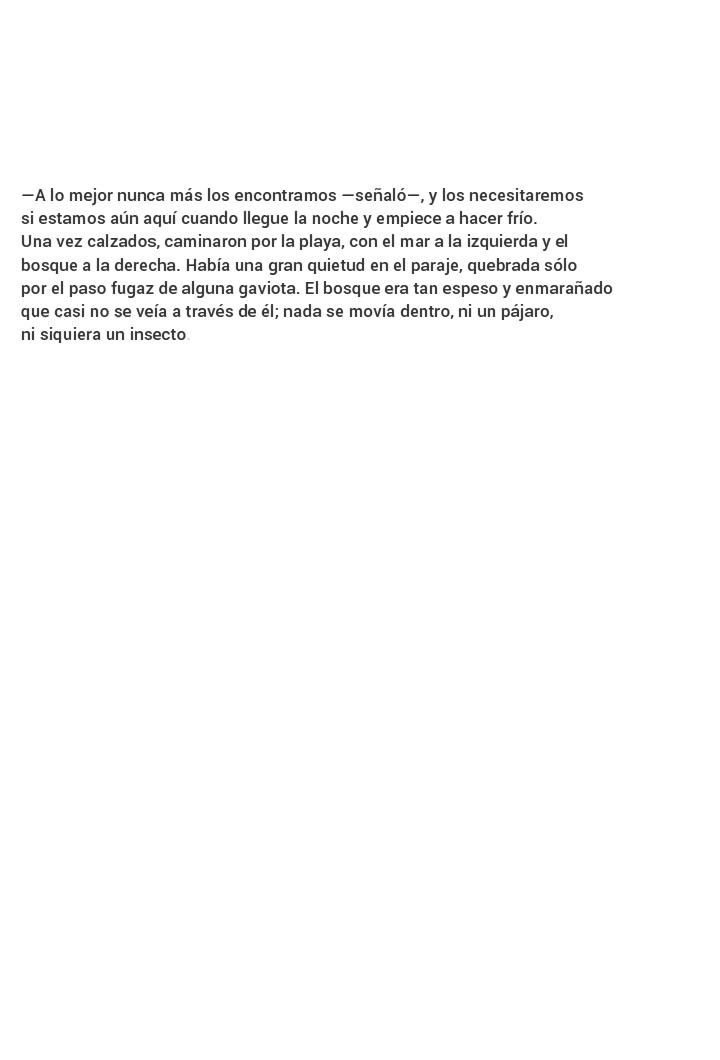 —A lo mejor nunca más los encontramos —señaló—, y los necesitaremos
si estamos aún aquí cuando llegue la noche y empiece a hacer frío.
Una vez calzados, caminaron por la playa, con el mar a la izquierda y el
bosque a la derecha. Había una gran quietud en el paraje, quebrada sólo
por el paso fugaz de alguna gaviota. El bosque era tan espeso y enmarañado
que casi no se veía a través de él; nada se movía dentro, ni un pájaro,
ni siquiera un insecto.